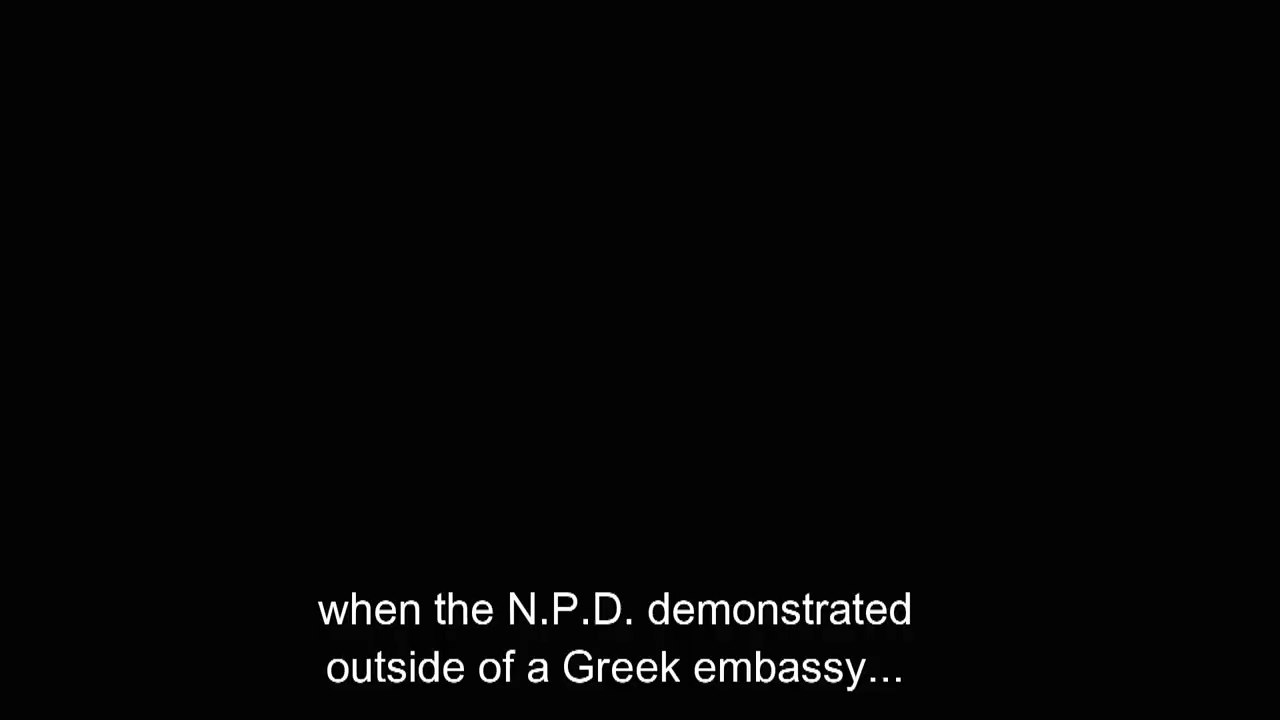 when the N.P.D. demonstrated
outside of a Greek embassy...